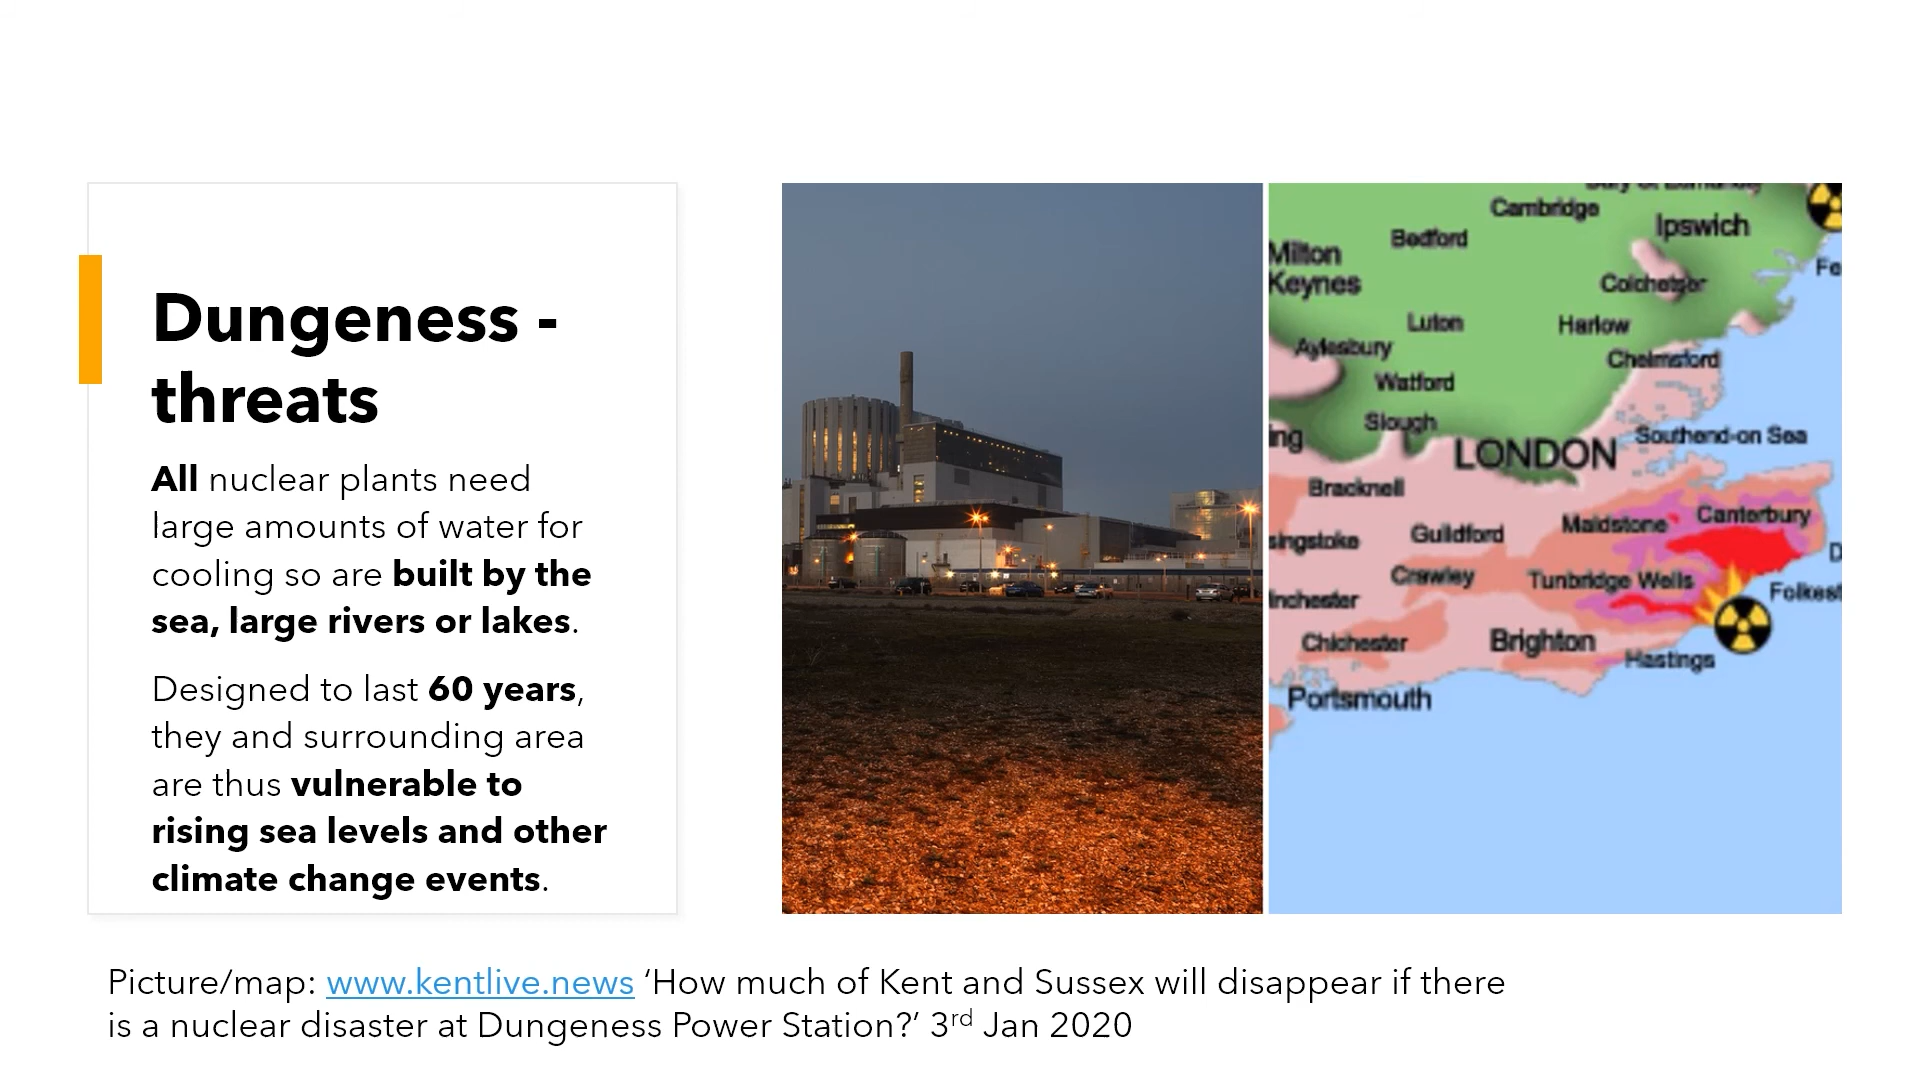 Dungeness -
threats
All nuclear plants need
large amounts of water for
cooling so are built by the
sea, large rivers or lakes.
Designed to last 60 years,
they and surrounding area
are thus vulnerable to
rising sea levels and other
climate change events.
Cambridge
Ipswich
Bedford
Milton
Keynes
Colchester
Fe
Luton
Harlow
Aylesbury
Chelmsford
Watford
Slough
ing
LONDON
Southend-on Sea
Bracknell
Maidstone
Canterbury
Guildford
singstoke
D
Crawley
Tunbridge Wells
Folkest
inchester
Chichester
Brighton
Hastings
Portsmouth
Picture/map: www.kentlive.news ‘How much of Kent and Sussex will disappear if there
is a nuclear disaster at Dungeness Power Station?’ 3rd Jan 2020